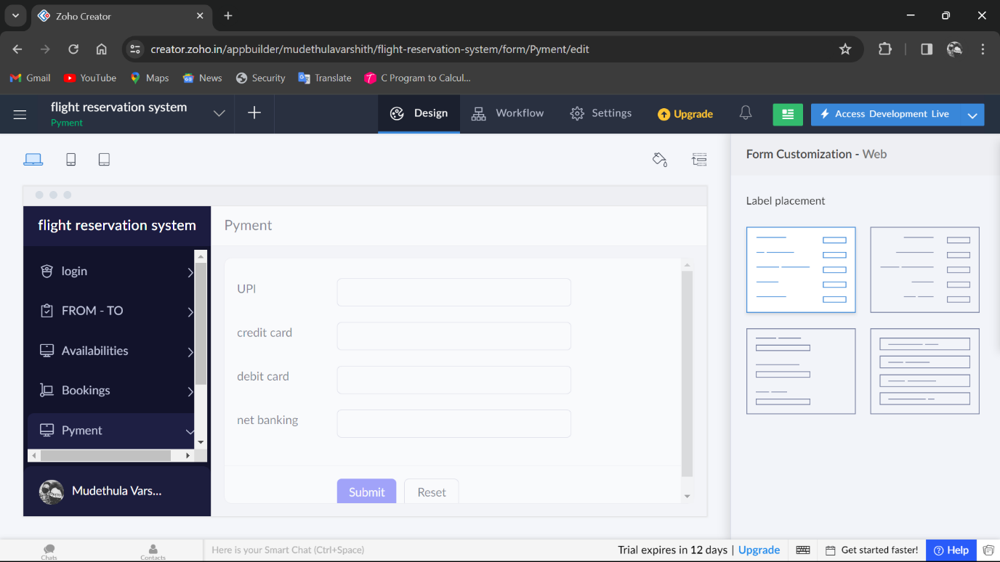 Zoho Creator
creator.zoho.in/appbuilder/mudethulavarshith/flight-reservation-system/form/Pyment/edit
Gmail YouTube Maps News Security Translate C Program to Calcul...
flight reservation system
Pyment
Design Workflow Settings Upgrade Access Development Live
Form Customization - Web
Label placement
flight reservation system
login
FROM - TO
Availabilities
Bookings
Pyment
Mudethula Vars...
Pyment
UPI
credit card
debit card
net banking
Submit Reset
Chats Contacts Here is your Smart Chat (Ctrl+Space) Trial expires in 12 days | Upgrade Get started faster! Help